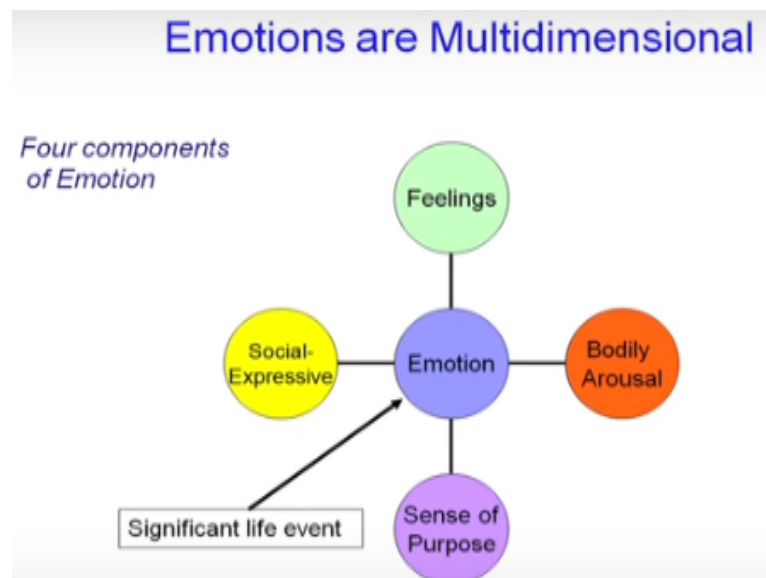 Emotions are Multidimensional
Four components
of Emotion
Feelings
Social-
Expressive
Emotion
Bodily
Arousal
Significant life event
Sense of
Purpose